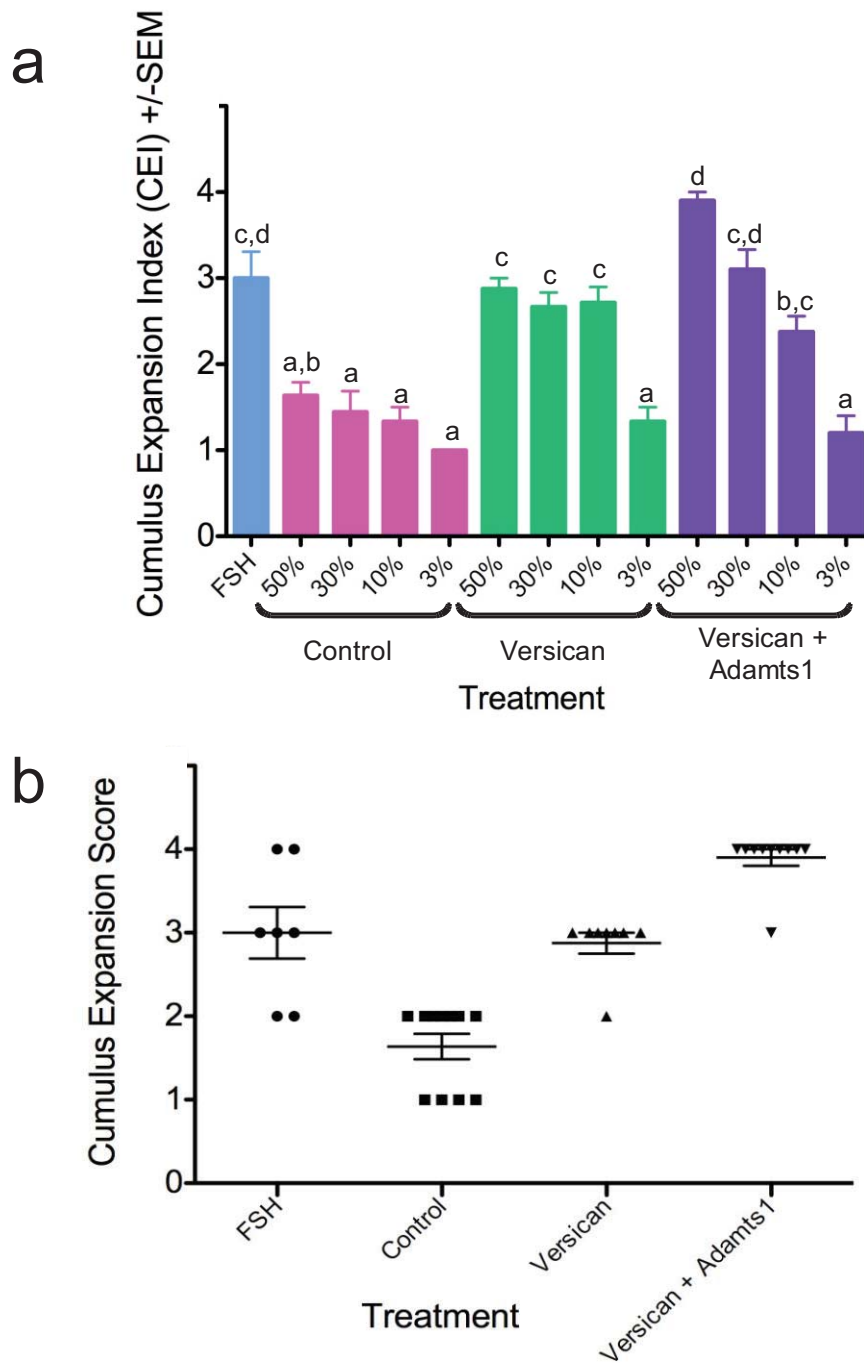 a
Cumulus Expansion Index (CEI) +/-SEM
4
3
2
1
0
c,d
a,b
a
a
a
c
c
c
a
d
c,d
b,c
a
FSH
50%
30%
10%
3%
50%
30%
10%
3%
50%
30%
10%
3%
Control
Versican
Versican +
Adamts1
Treatment
b
Cumulus Expansion Score
4
3
2
1
0
FSH
Control
Versican
Versican + Adamts1
Treatment